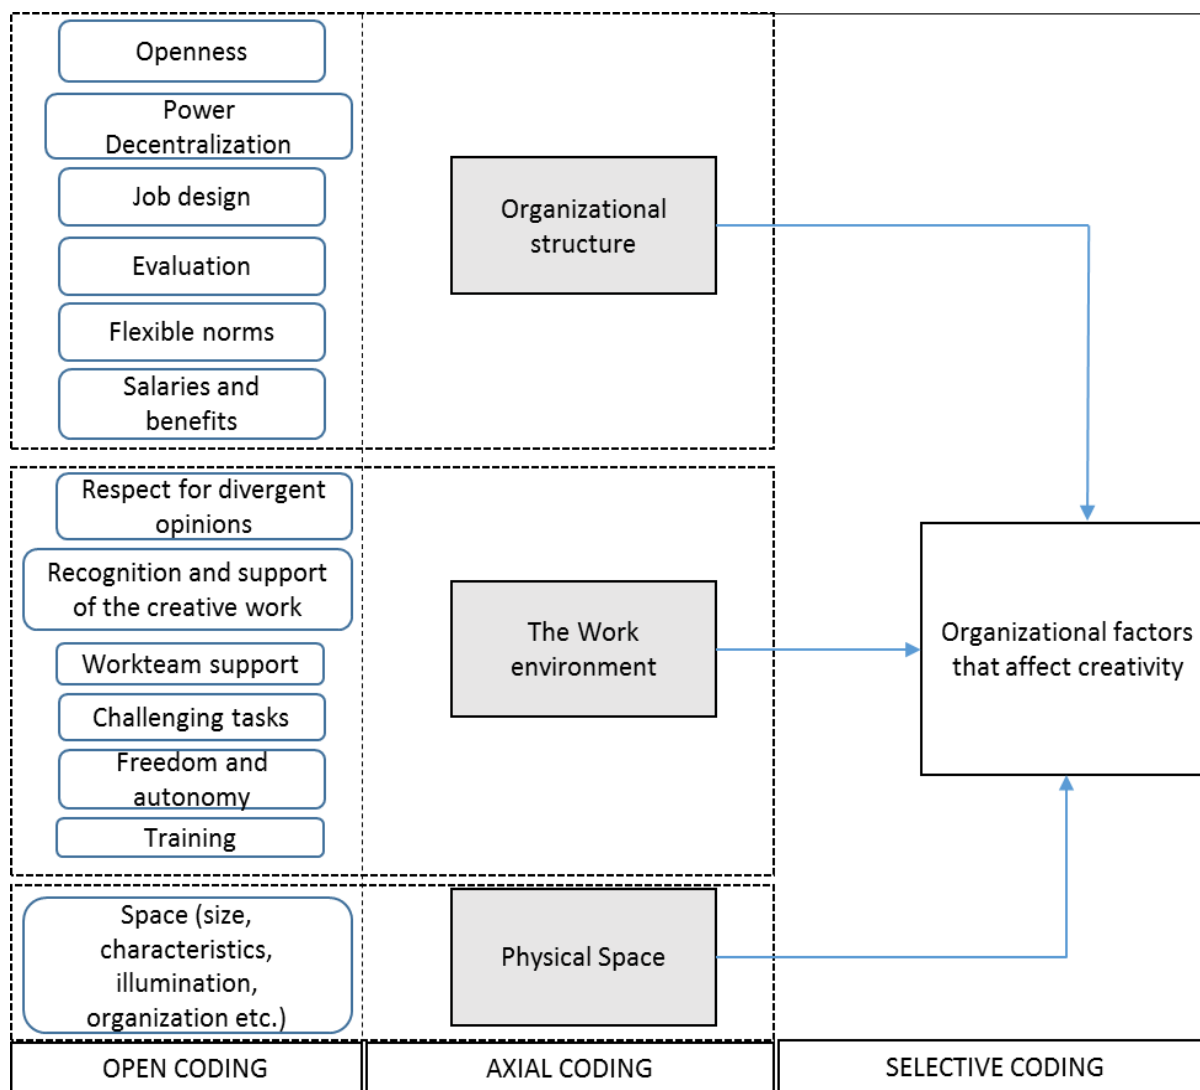 Openness
Power
Decentralization
Job design
Evaluation
Flexible norms
Salaries and
benefits
Organizational
structure
Respect for divergent
opinions
Recognition and support
of the creative work
Workteam support
Challenging tasks
Freedom and
autonomy
Training
The Work
environment
Organizational factors
that affect creativity
Space (size,
characteristics,
illumination,
organization etc.)
Physical Space
OPEN CODING
AXIAL CODING
SELECTIVE CODING